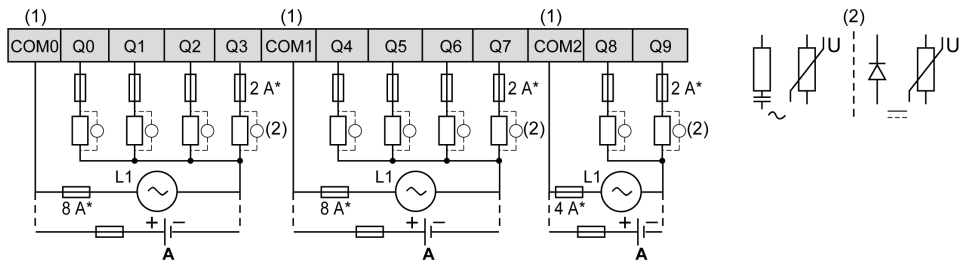 (1) (1) (1) (2)
COM0 Q0 Q1 Q2 Q3 COM1 Q4 Q5 Q6 Q7 COM2 Q8 Q9
U U
2 A* 2 A* 2 A*
(2) (2)
L1 L1 L1
8 A* 8 A* 4 A*
+ − + − + −
A A A